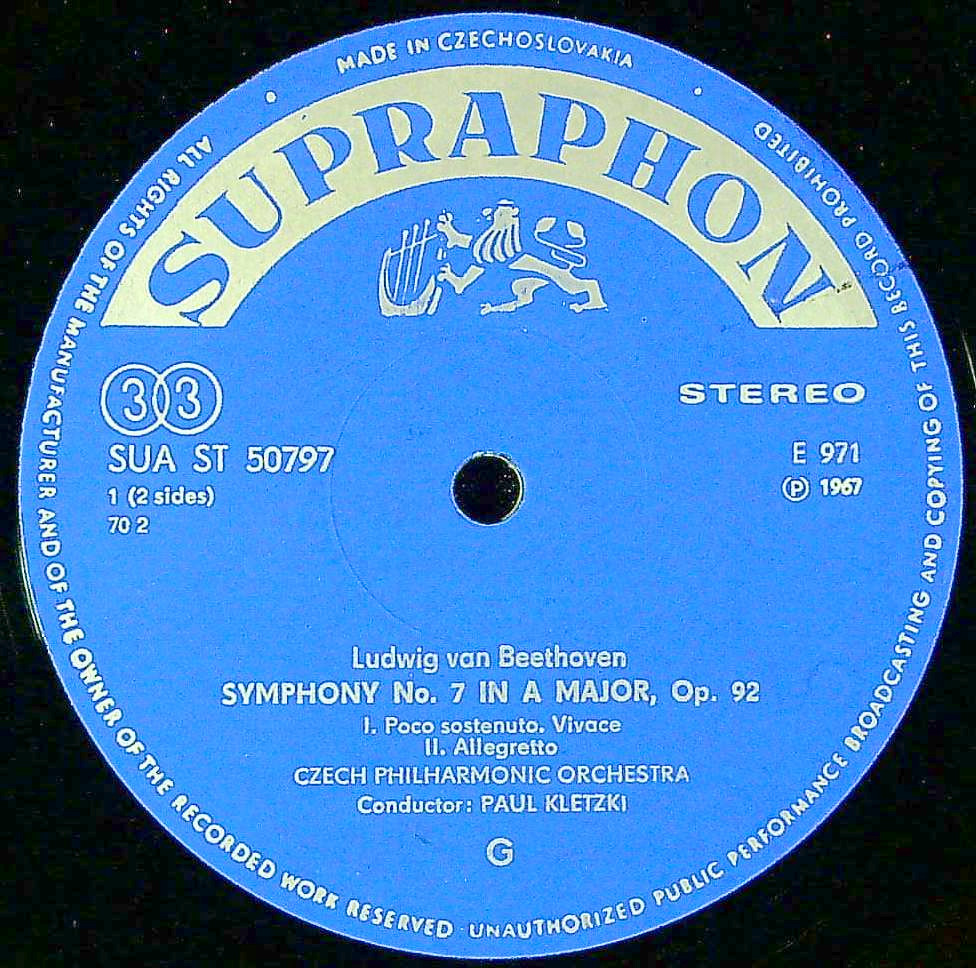 MADE IN CZECHOSLOVAKIA
SUPRAPHON
33
STEREO
SUA ST 50797
E 971
1 (2 sides)
Ⓟ 1967
70 2
Ludwig van Beethoven
SYMPHONY No. 7 IN A MAJOR, Op. 92
I. Poco sostenuto. Vivace
II. Allegretto
CZECH PHILHARMONIC ORCHESTRA
Conductor: PAUL KLETZKI
G
ALL RIGHTS OF THE MANUFACTURER AND OF THE OWNER OF THE RECORDED WORK RESERVED · UNAUTHORIZED PUBLIC PERFORMANCE BROADCASTING AND COPYING OF THIS RECORD PROHIBITED